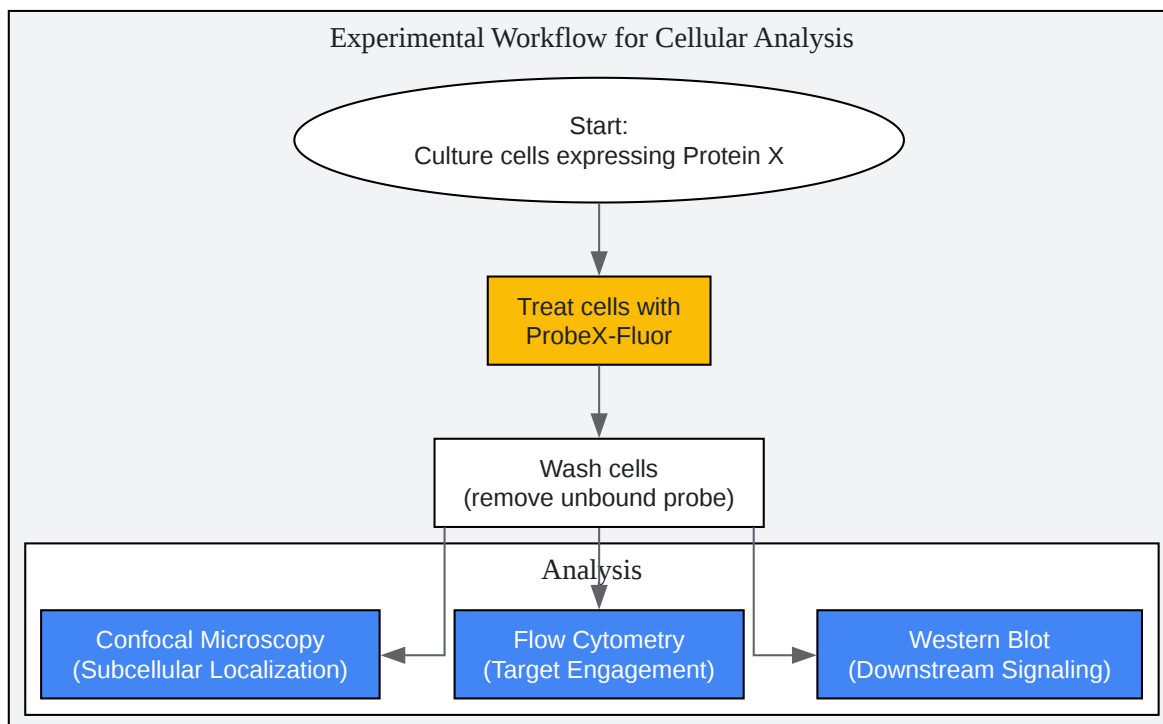 Experimental Workflow for Cellular Analysis
Start:
Culture cells expressing Protein X
Treat cells with
ProbeX-Fluor
Wash cells
(remove unbound probe)
Analysis
Confocal Microscopy
(Subcellular Localization)
Flow Cytometry
(Target Engagement)
Western Blot
(Downstream Signaling)